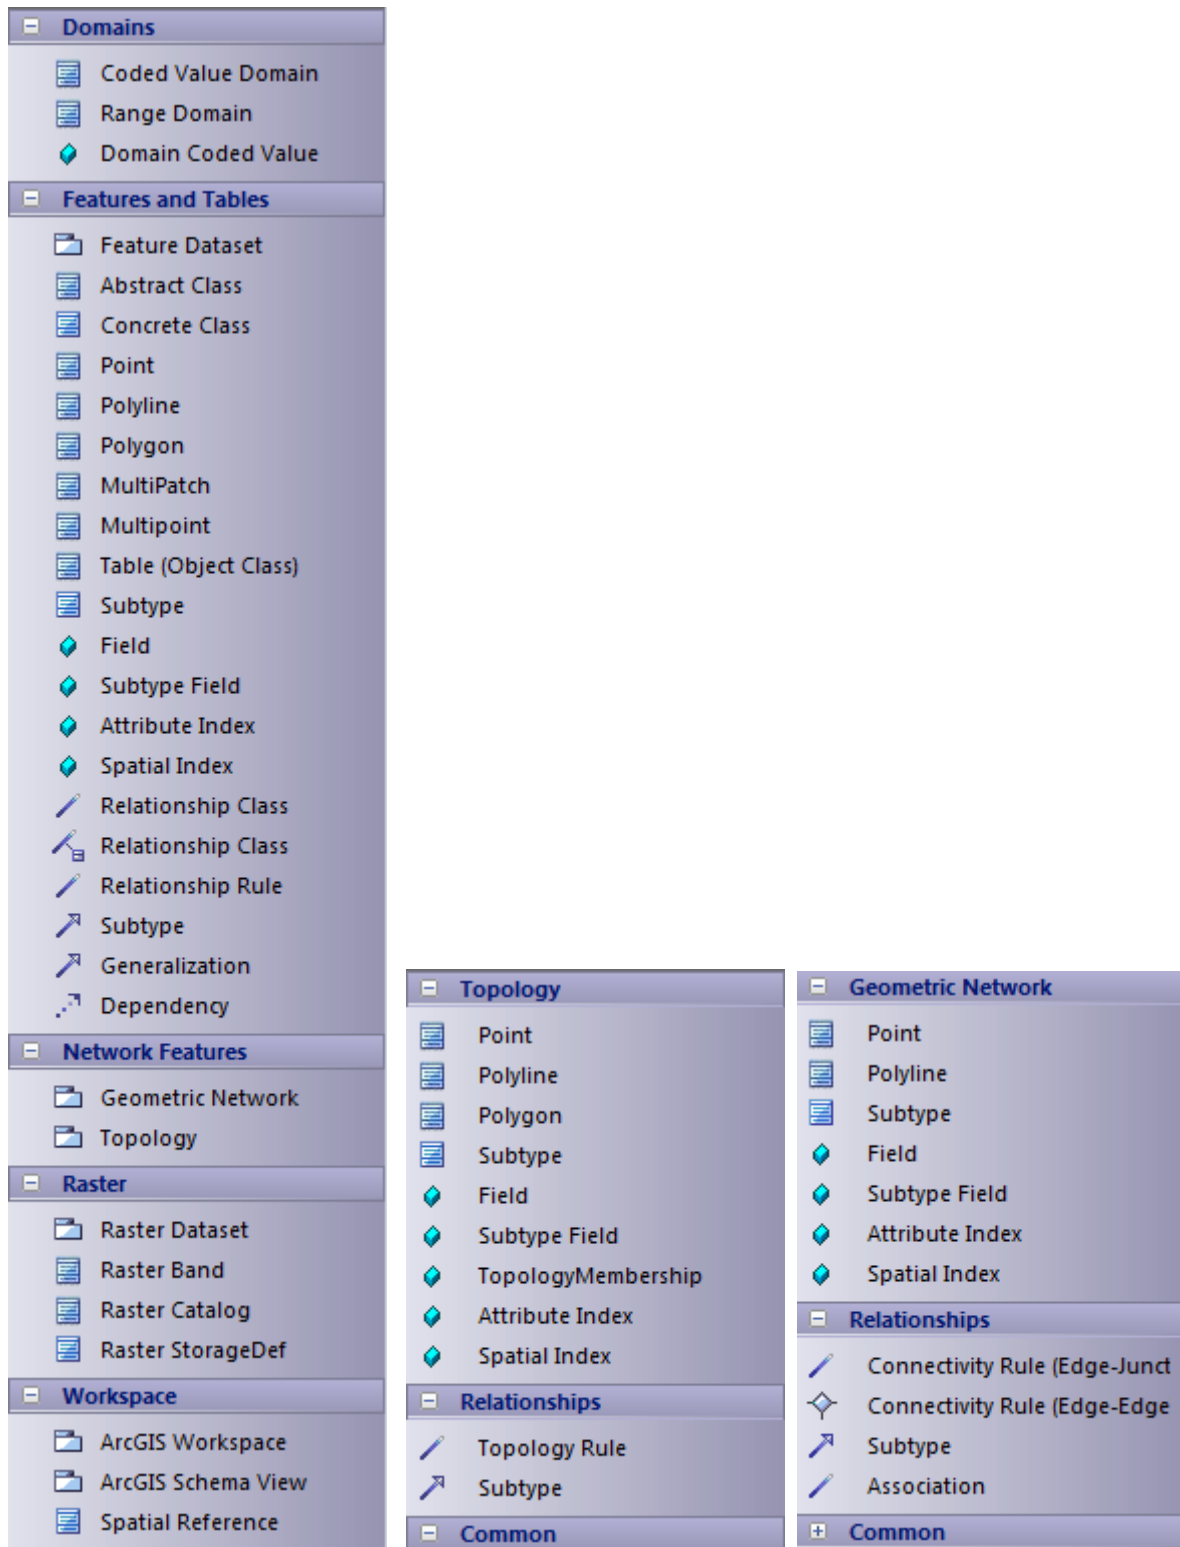 Domains
Coded Value Domain
Range Domain
Domain Coded Value
Features and Tables
Feature Dataset
Abstract Class
Concrete Class
Point
Polyline
Polygon
MultiPatch
Multipoint
Table (Object Class)
Subtype
Field
Subtype Field
Attribute Index
Spatial Index
Relationship Class
Relationship Class
Relationship Rule
Subtype
Generalization
Dependency
Network Features
Geometric Network
Topology
Raster
Raster Dataset
Raster Band
Raster Catalog
Raster StorageDef
Workspace
ArcGIS Workspace
ArcGIS Schema View
Spatial Reference
Topology
Point
Polyline
Polygon
Subtype
Field
Subtype Field
TopologyMembership
Attribute Index
Spatial Index
Relationships
Topology Rule
Subtype
Common
Geometric Network
Point
Polyline
Subtype
Field
Subtype Field
Attribute Index
Spatial Index
Relationships
Connectivity Rule (Edge-Junct
Connectivity Rule (Edge-Edge
Subtype
Association
Common